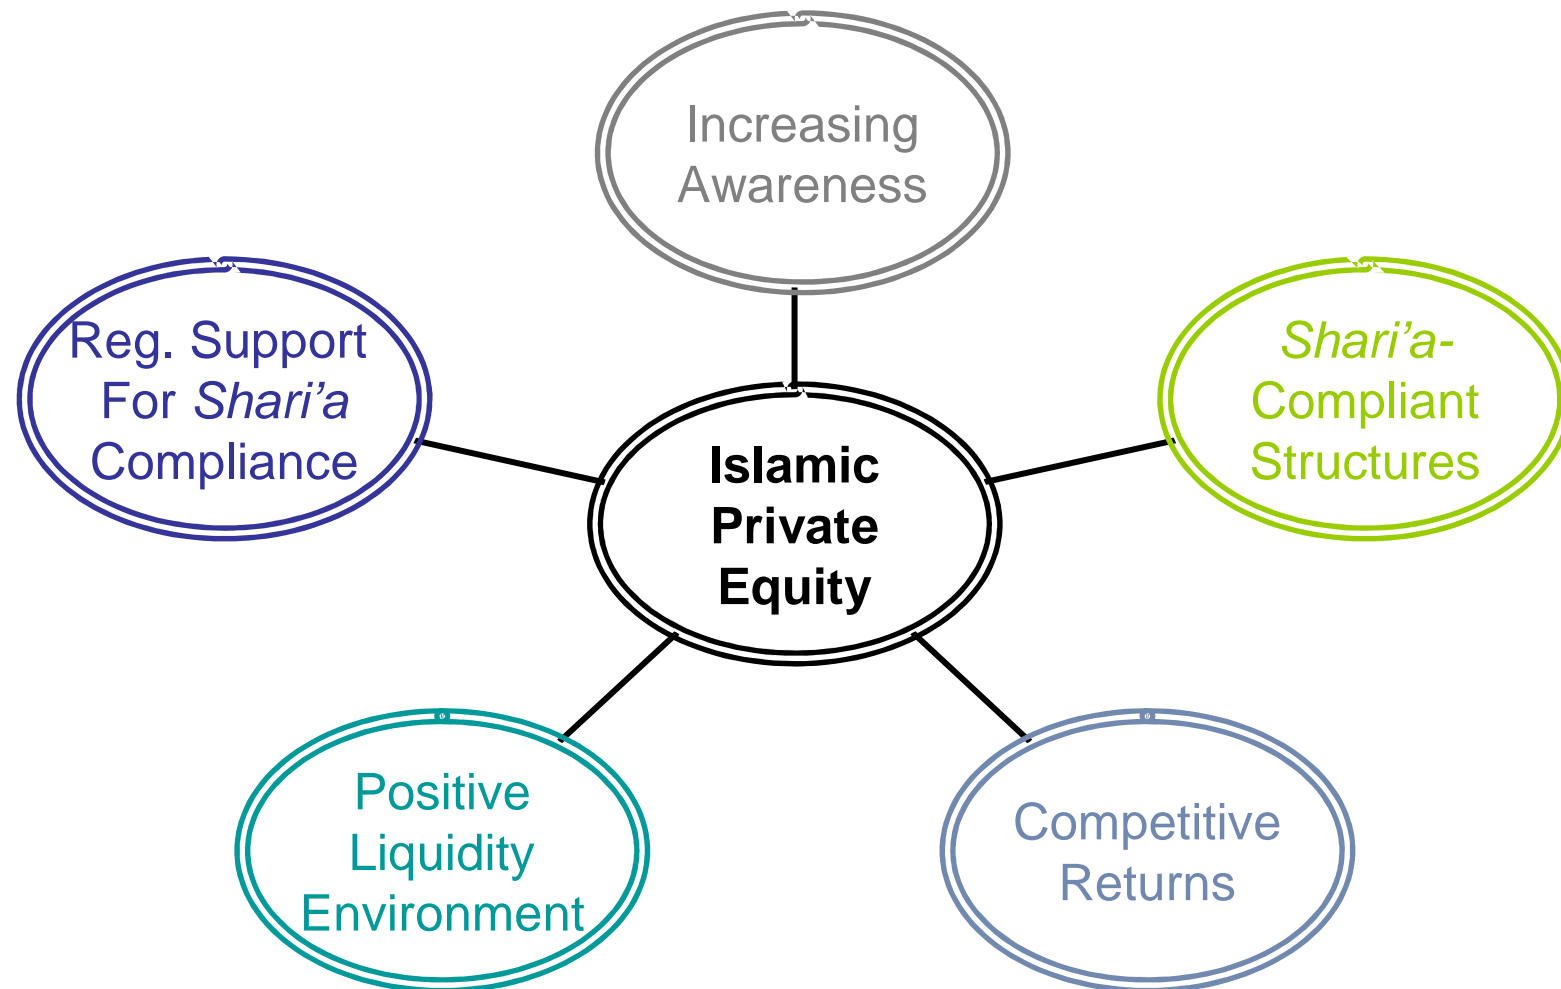 Increasing
Awareness
Reg. Support
For Shari’a
Compliance
Shari’a-
Compliant
Structures
Islamic
Private
Equity
Positive
Liquidity
Environment
Competitive
Returns